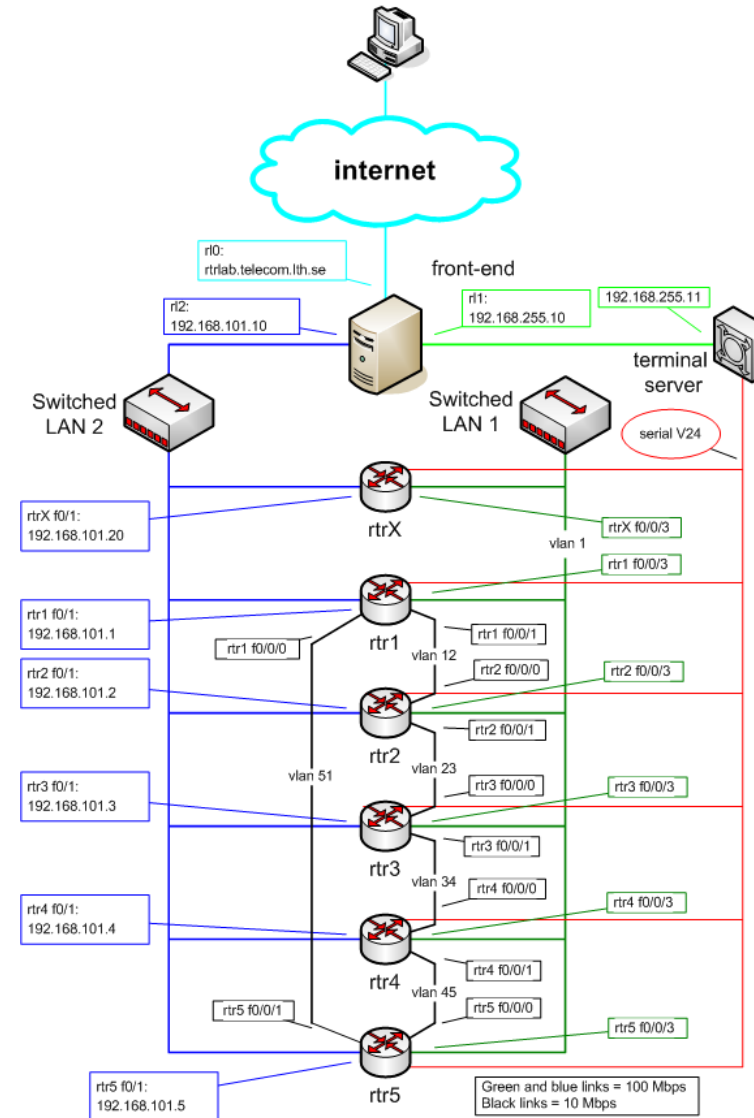 internet
rl0:
rtrlab.telecom.lth.se
front-end
rl2:
192.168.101.10
rl1:
192.168.255.10
192.168.255.11
terminal
server
Switched
LAN 2
Switched
LAN 1
serial V24
rtrX f0/1:
192.168.101.20
rtrX
rtrX f0/0/3
vlan 1
rtr1 f0/0/3
rtr1 f0/1:
192.168.101.1
rtr1
rtr1 f0/0/0
rtr1 f0/0/1
vlan 12
rtr2 f0/0/0
rtr2 f0/0/3
rtr2 f0/1:
192.168.101.2
rtr2
rtr2 f0/0/1
vlan 23
vlan 51
rtr3 f0/0/0
rtr3 f0/0/3
rtr3 f0/1:
192.168.101.3
rtr3
rtr3 f0/0/1
vlan 34
rtr4 f0/0/0
rtr4 f0/0/3
rtr4 f0/1:
192.168.101.4
rtr4
rtr4 f0/0/1
vlan 45
rtr5 f0/0/1
rtr5 f0/0/0
rtr5 f0/0/3
rtr5 f0/1:
192.168.101.5
rtr5
Green and blue links = 100 Mbps
Black links = 10 Mbps